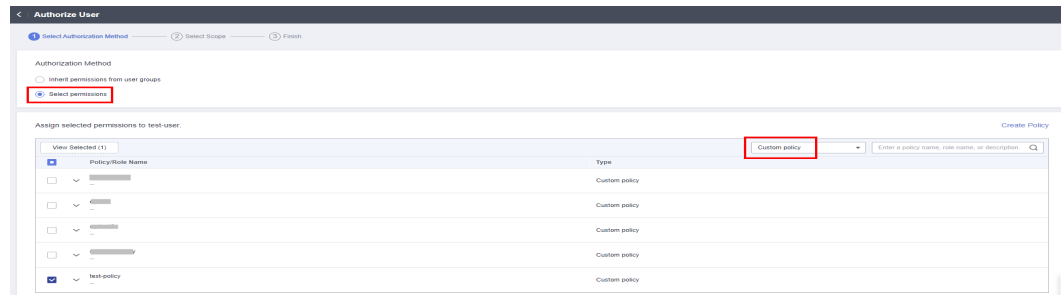 < Authorize User
1 Select Authorization Method 2 Select Scope 3 Finish
Authorization Method
Inherit permissions from user groups
Select permissions
Assign selected permissions to test-user. Create Policy
View Selected (1) Custom policy Enter a policy name, role name, or description
Policy/Role Name Type
Custom policy
--
Custom policy
--
Custom policy
--
Custom policy
--
test-policy Custom policy
--